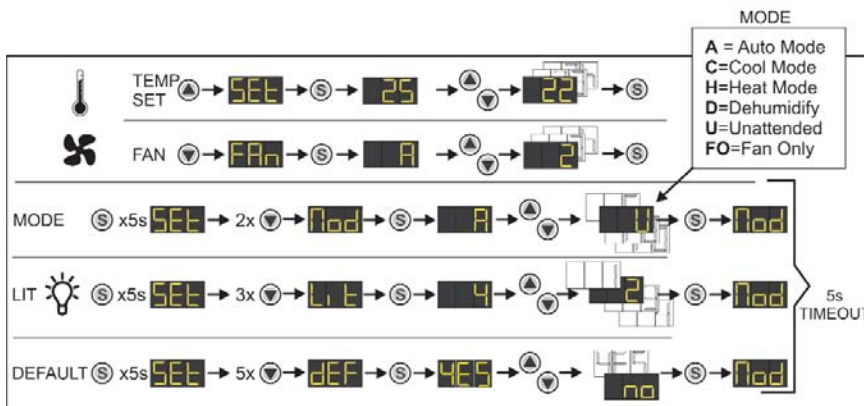 MODE
A = Auto Mode
C=Cool Mode
H=Heat Mode
D=Dehumidify
U=Unattended
FO=Fan Only
TEMP SET SEt S 25 22 S
FAN FAn S A 2 S
MODE S x5s SEt 2x Mod S A U S Mod
LIT S x5s SEt 3x Lit S 4 2 S Mod
DEFAULT S x5s SEt 5x dEF S YES no S Mod
5s
TIMEOUT